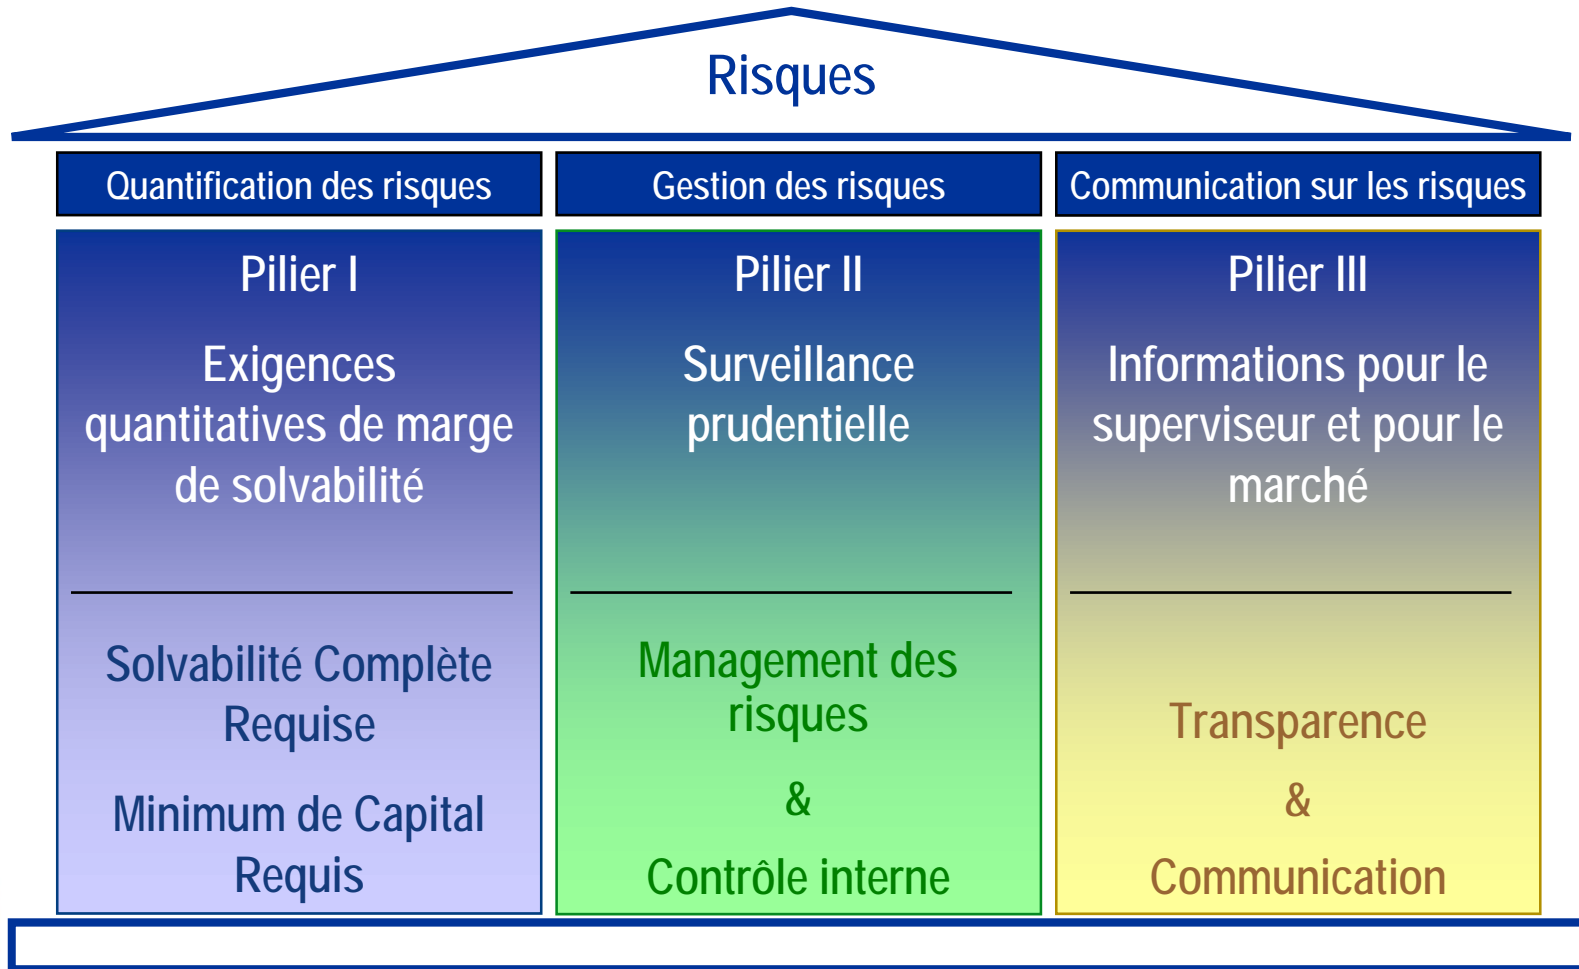 Risques
Quantification des risques
Gestion des risques
Communication sur les risques
Pilier I
Exigences
quantitatives de marge
de solvabilité
Solvabilité Complète
Requise
Minimum de Capital
Requis
Pilier II
Surveillance
prudentielle
Management des
risques
&
Contrôle interne
Pilier III
Informations pour le
superviseur et pour le
marché
Transparence
&
Communication